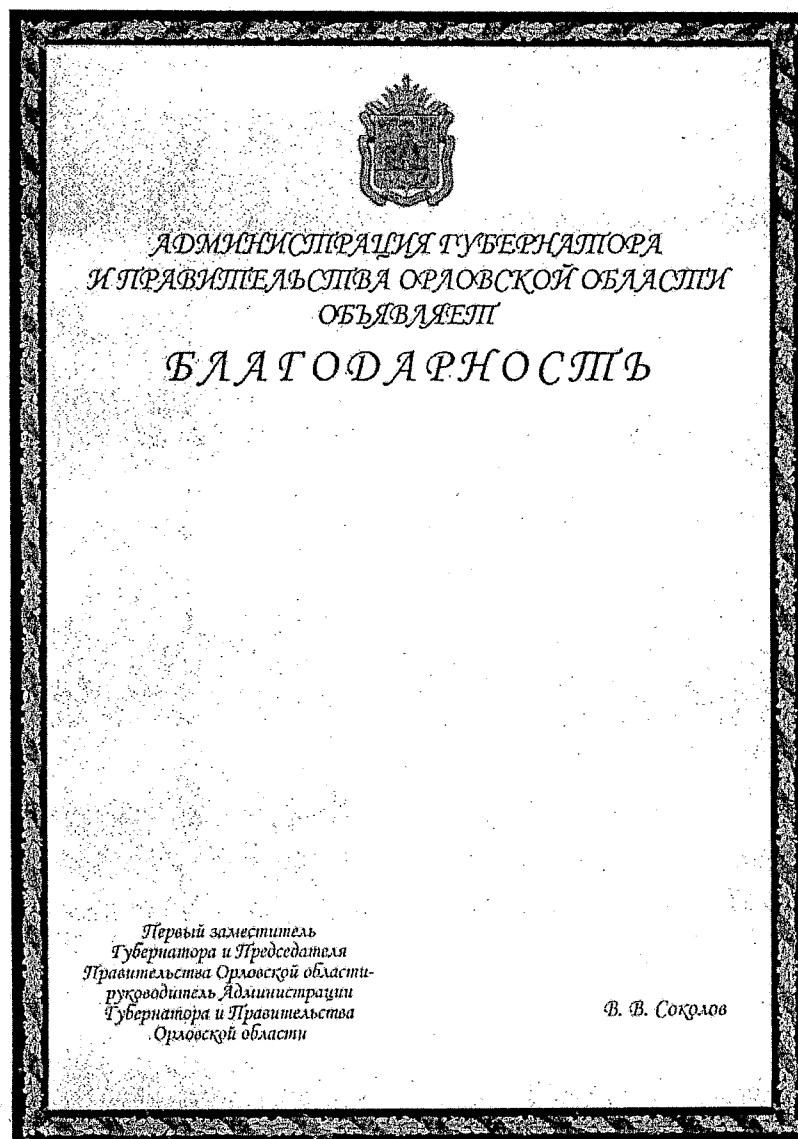 АДМИНИСТРАЦИЯ ГУБЕРНАТОРА
И ПРАВИТЕЛЬСТВА ОРЛОВСКОЙ ОБЛАСТИ
ОБЪЯВЛЯЕТ
БЛАГОДАРНОСТЬ
Первый заместитель
Губернатора и Председателя
Правительства Орловской области-
руководитель Администрации
Губернатора и Правительства
Орловской области
В. В. Соколов